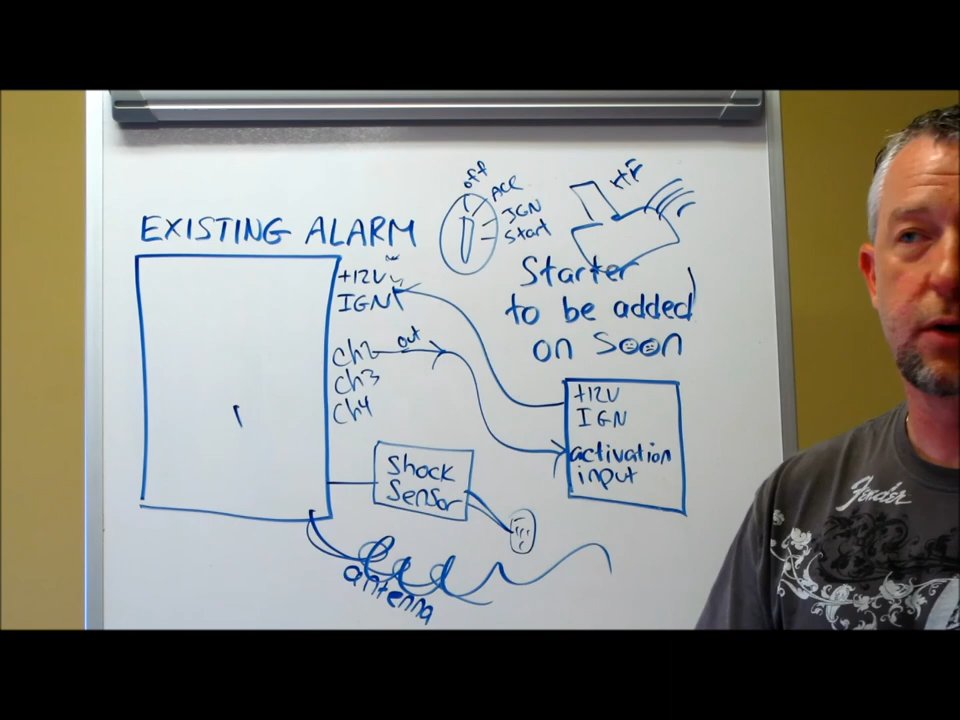 EXISTING ALARM
+12V
IGN
Ch2 out
Ch3
Ch4
Shock
Sensor
antenna
off
ACC
IGN
Start
Starter
to be added
on Soon
+12V
IGN
activation
input
Fender